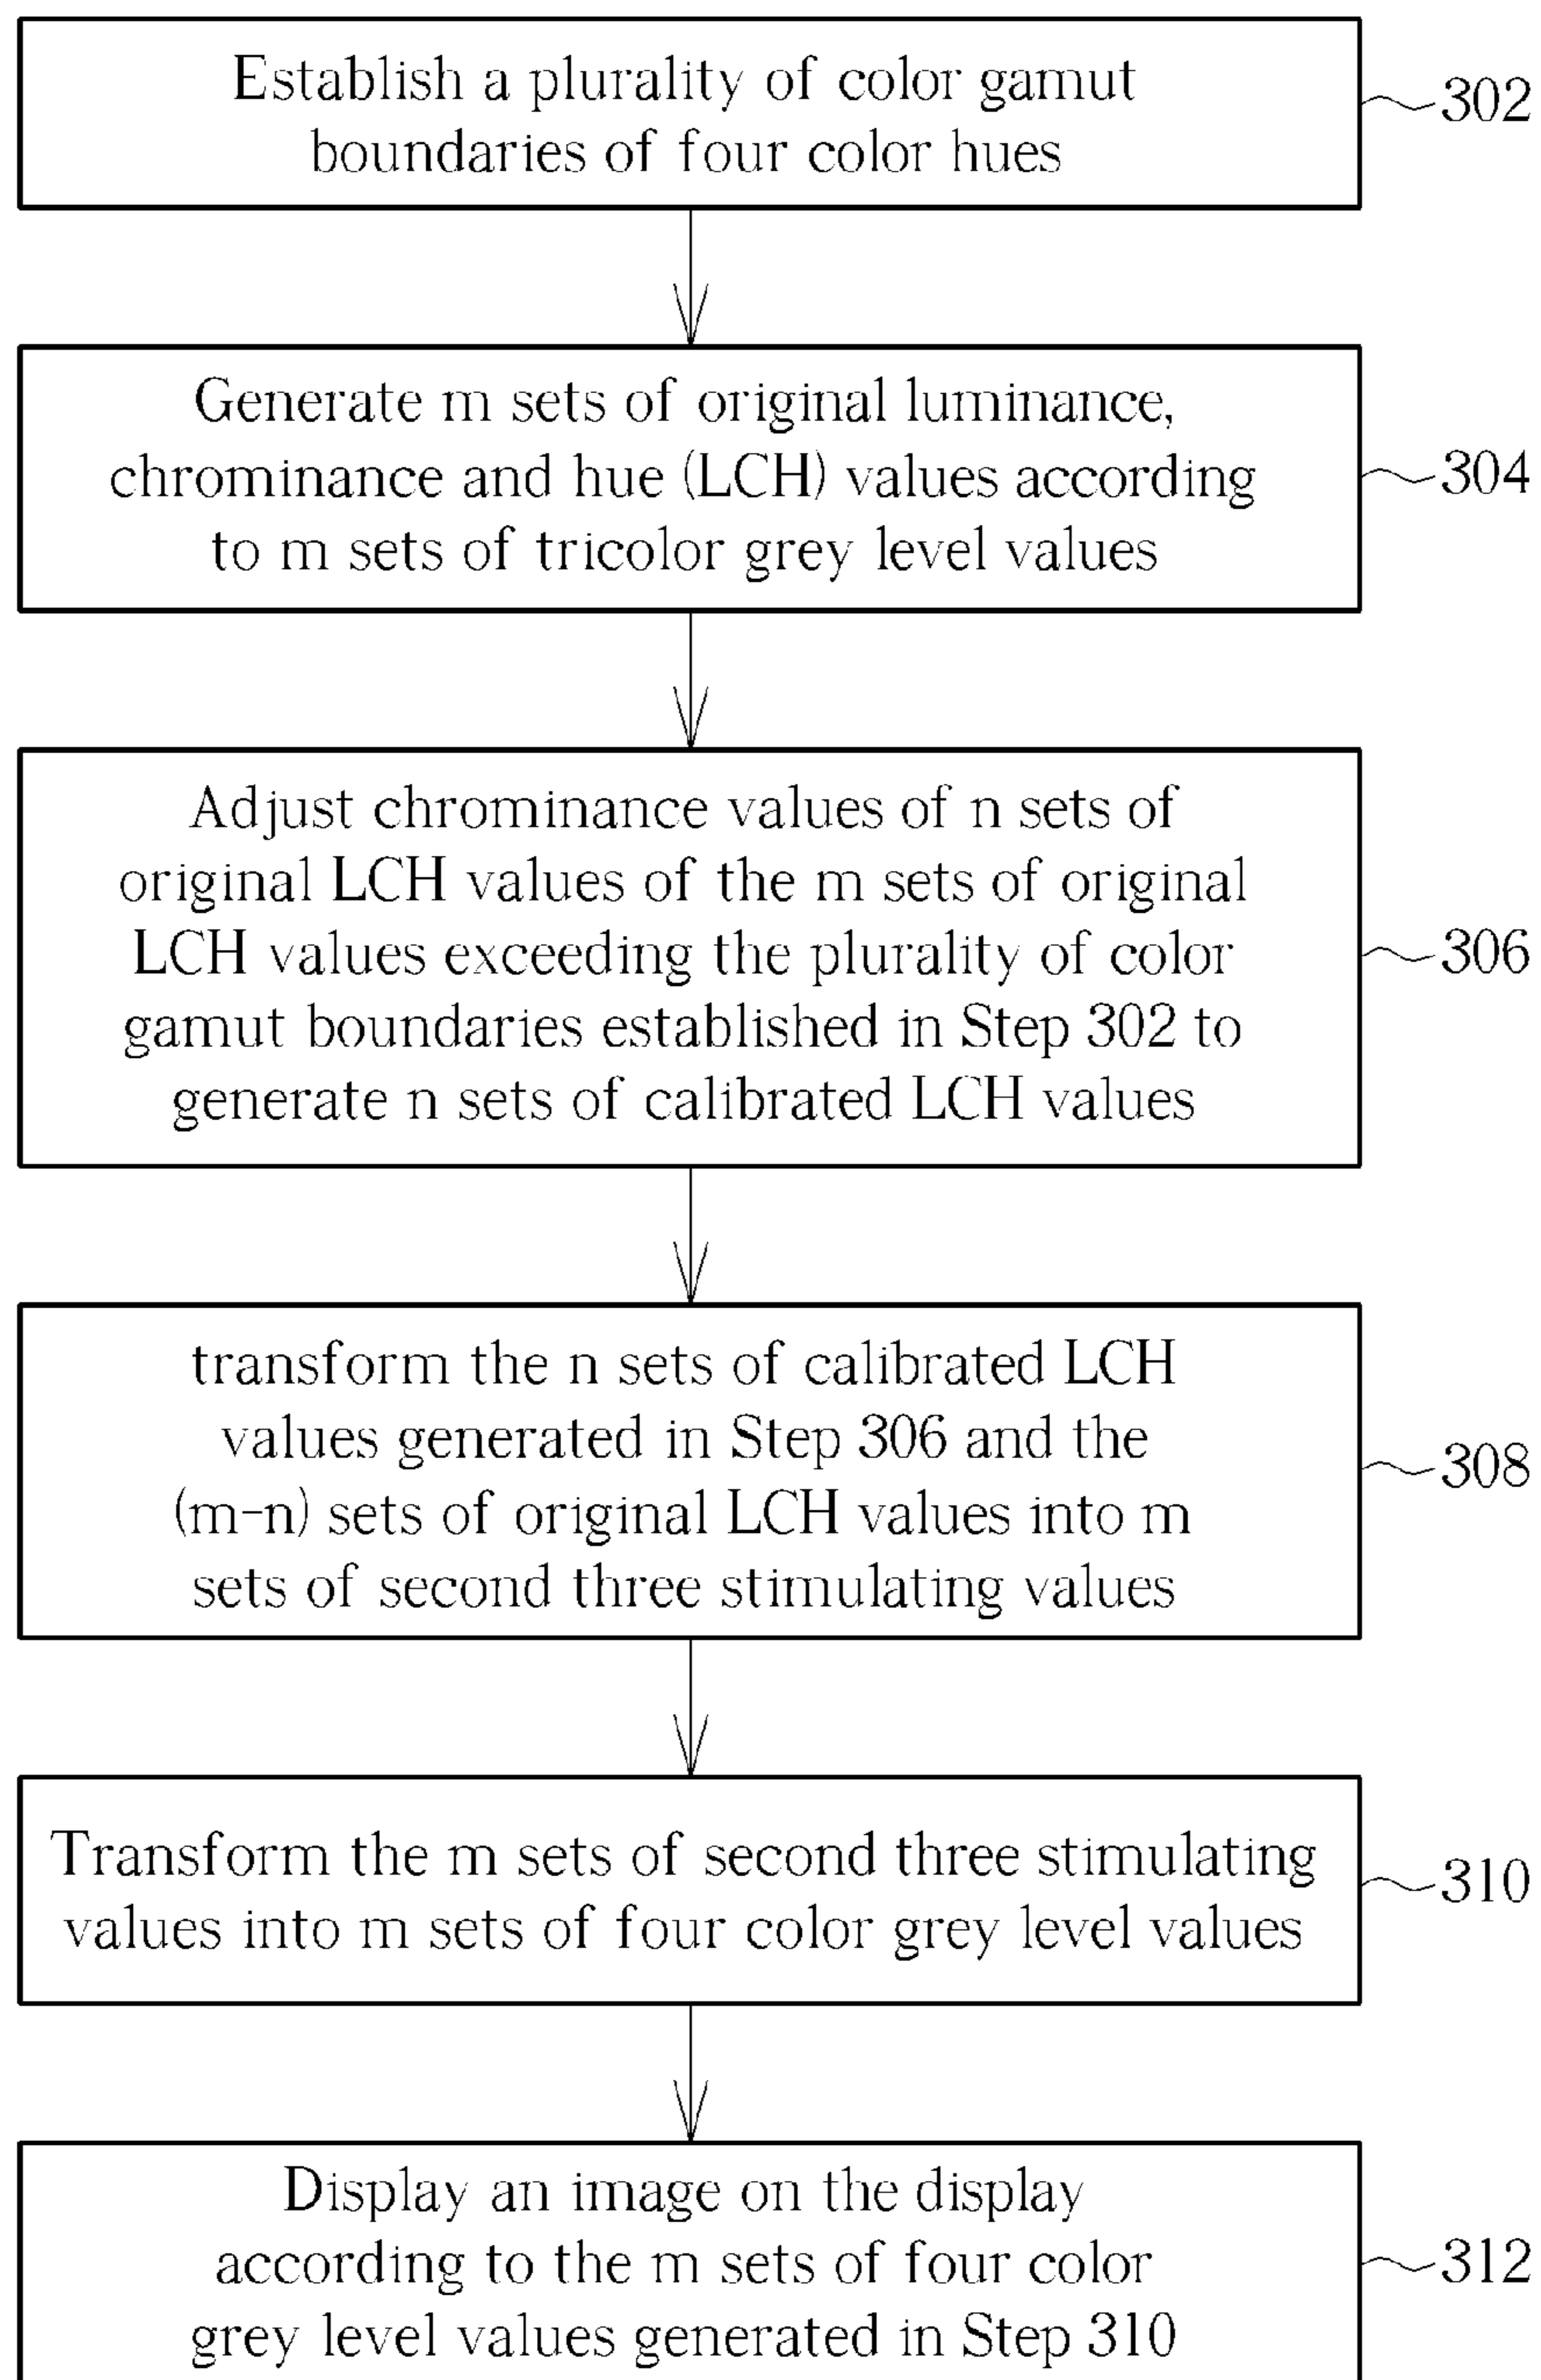 Establish a plurality of color gamut
boundaries of four color hues
302
Generate m sets of original luminance,
chrominance and hue (LCH) values according
to m sets of tricolor grey level values
304
Adjust chrominance values of n sets of
original LCH values of the m sets of original
LCH values exceeding the plurality of color
gamut boundaries established in Step 302 to
generate n sets of calibrated LCH values
306
transform the n sets of calibrated LCH
values generated in Step 306 and the
(m-n) sets of original LCH values into m
sets of second three stimulating values
308
Transform the m sets of second three stimulating
values into m sets of four color grey level values
310
Display an image on the display
according to the m sets of four color
grey level values generated in Step 310
312